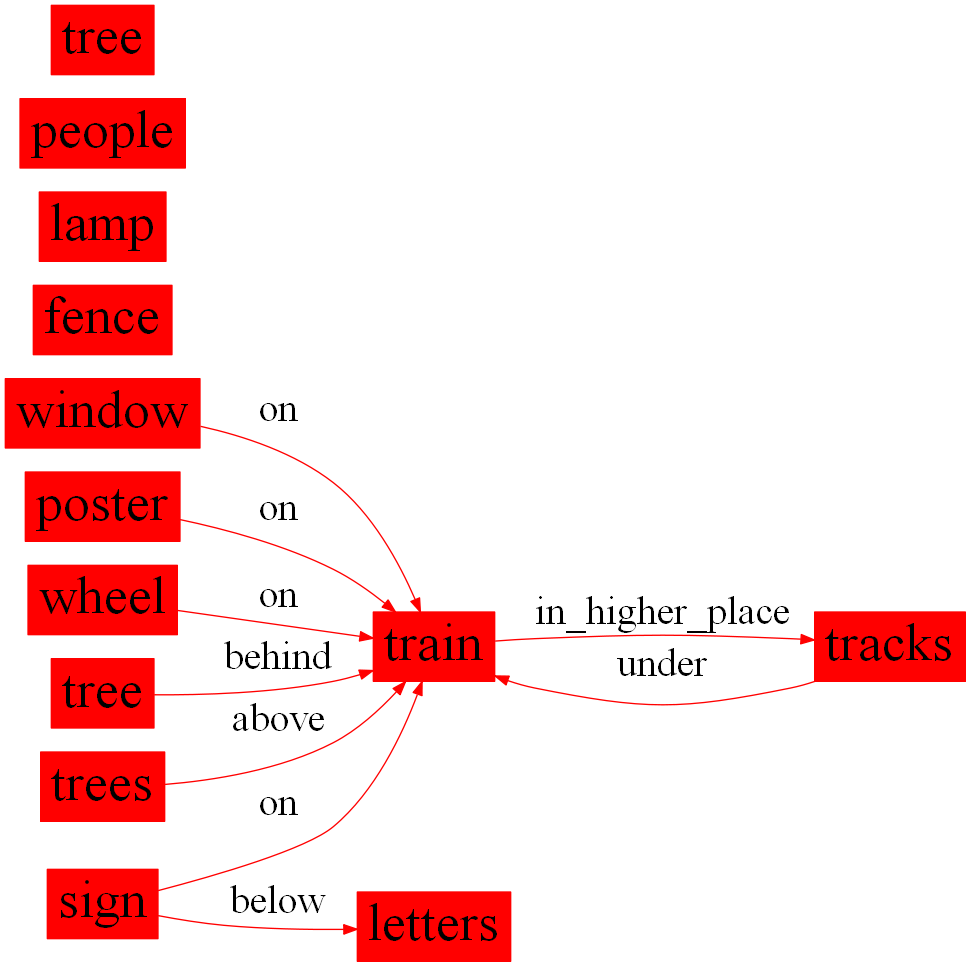 tree
people
lamp
fence
window
on
poster
on
wheel
on
train
in_higher_place
tracks
under
tree
behind
trees
above
on
sign
below
letters